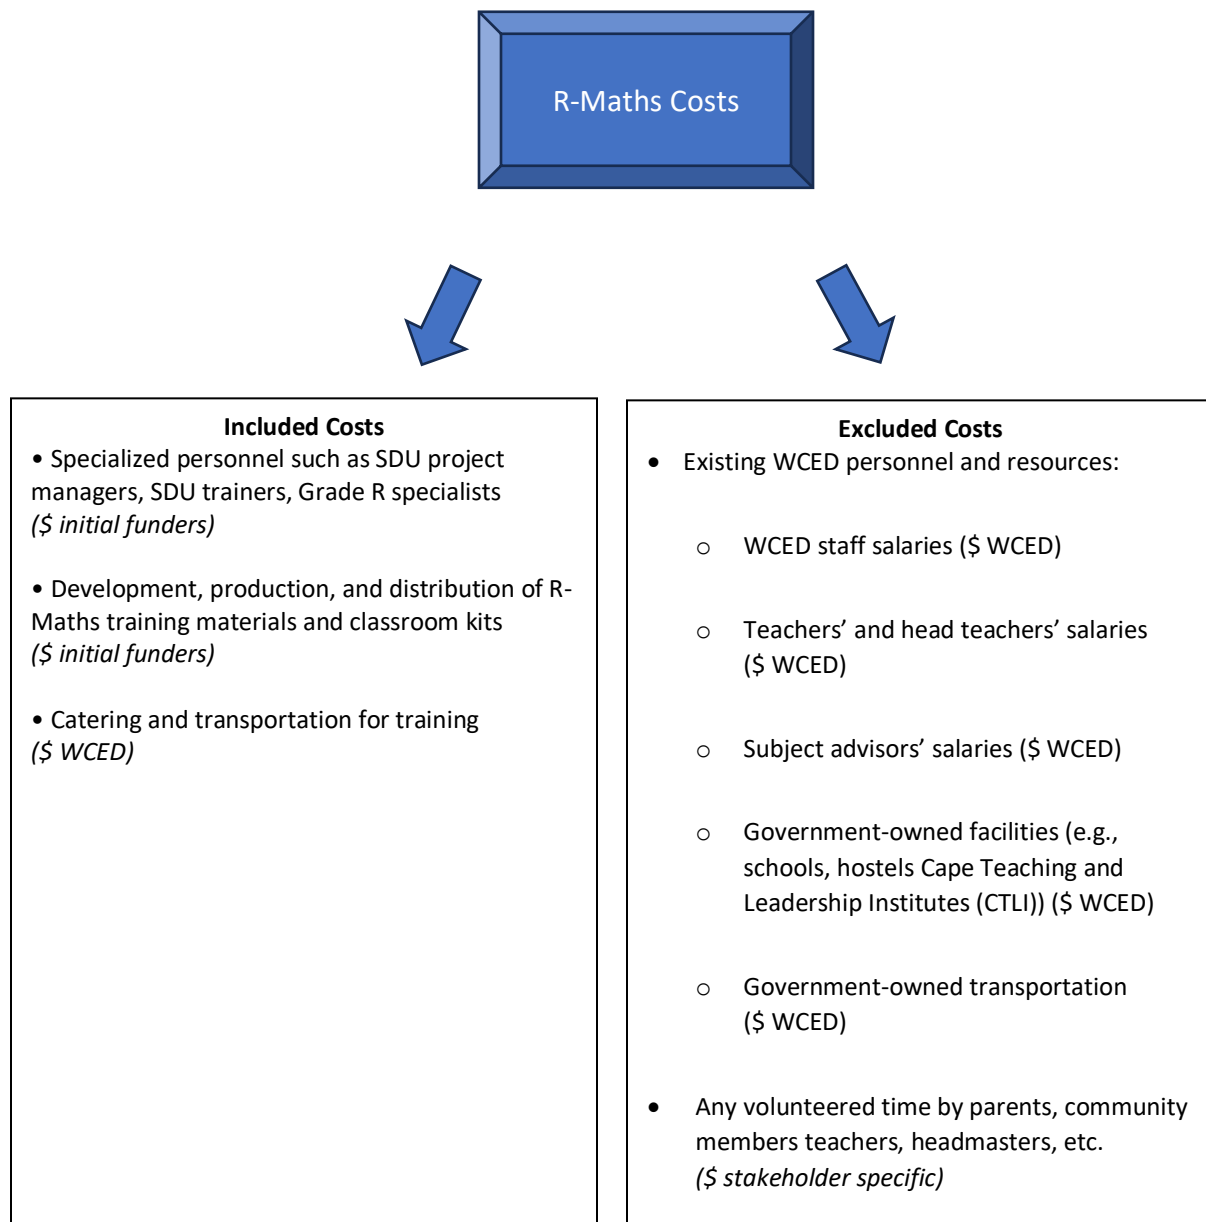 R-Maths Costs
Included Costs
• Specialized personnel such as SDU project
managers, SDU trainers, Grade R specialists
($ initial funders)
• Development, production, and distribution of R-
Maths training materials and classroom kits
($ initial funders)
• Catering and transportation for training
($ WCED)
Excluded Costs
• Existing WCED personnel and resources:
o WCED staff salaries ($ WCED)
o Teachers’ and head teachers’ salaries
($ WCED)
o Subject advisors’ salaries ($ WCED)
o Government-owned facilities (e.g.,
schools, hostels Cape Teaching and
Leadership Institutes (CTLI)) ($ WCED)
o Government-owned transportation
($ WCED)
• Any volunteered time by parents, community
members teachers, headmasters, etc.
($ stakeholder specific)